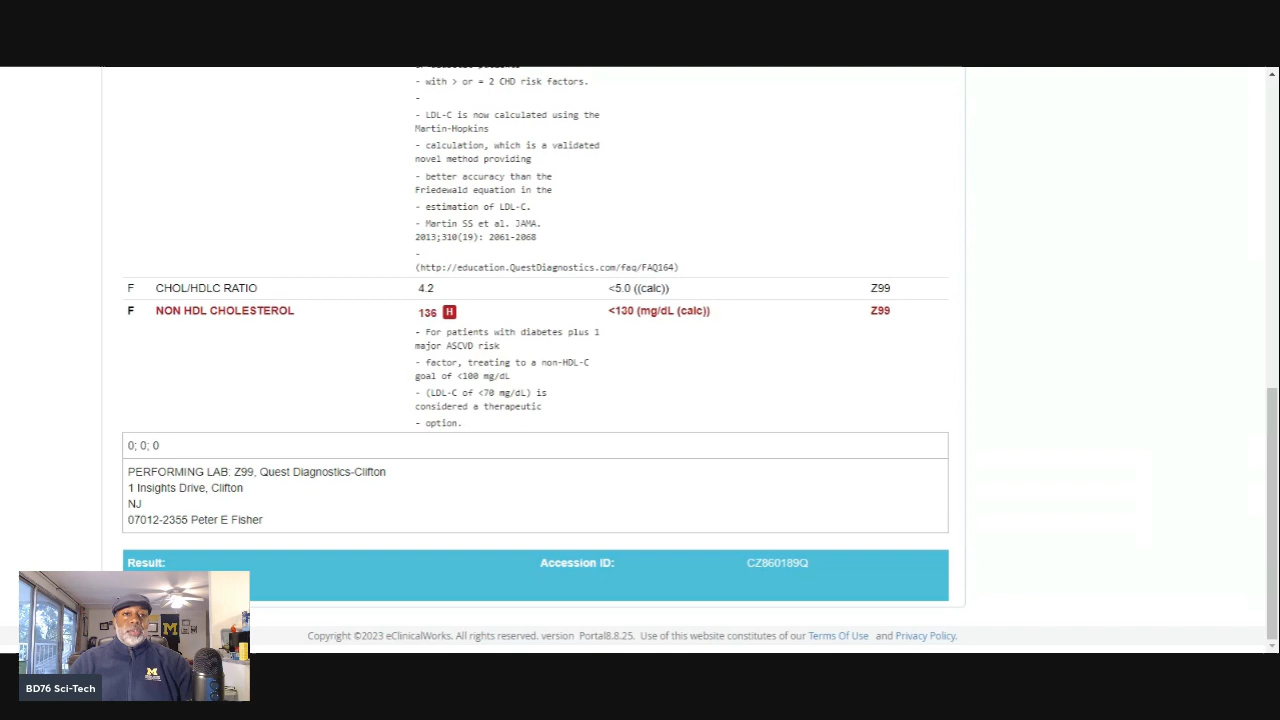 - with > or = 2 CHD risk factors.
-
- LDL-C is now calculated using the
Martin-Hopkins
- calculation, which is a validated
novel method providing
- better accuracy than the
Friedewald equation in the
- estimation of LDL-C.
- Martin SS et al. JAMA.
2013;310(19): 2061-2068
-
(http://education.QuestDiagnostics.com/faq/FAQ164)
F CHOL/HDLC RATIO 4.2 <5.0 ((calc)) Z99
F NON HDL CHOLESTEROL 136 H <130 (mg/dL (calc)) Z99
- For patients with diabetes plus 1
major ASCVD risk
- factor, treating to a non-HDL-C
goal of <100 mg/dL
- (LDL-C of <70 mg/dL) is
considered a therapeutic
- option.
0; 0; 0
PERFORMING LAB: Z99, Quest Diagnostics-Clifton
1 Insights Drive, Clifton
NJ
07012-2355 Peter E Fisher
Result: Accession ID: CZ860189Q
Copyright ©2023 eClinicalWorks. All rights reserved. version Portal8.8.25. Use of this website constitutes of our Terms Of Use and Privacy Policy.
M
M
BD76 Sci-Tech